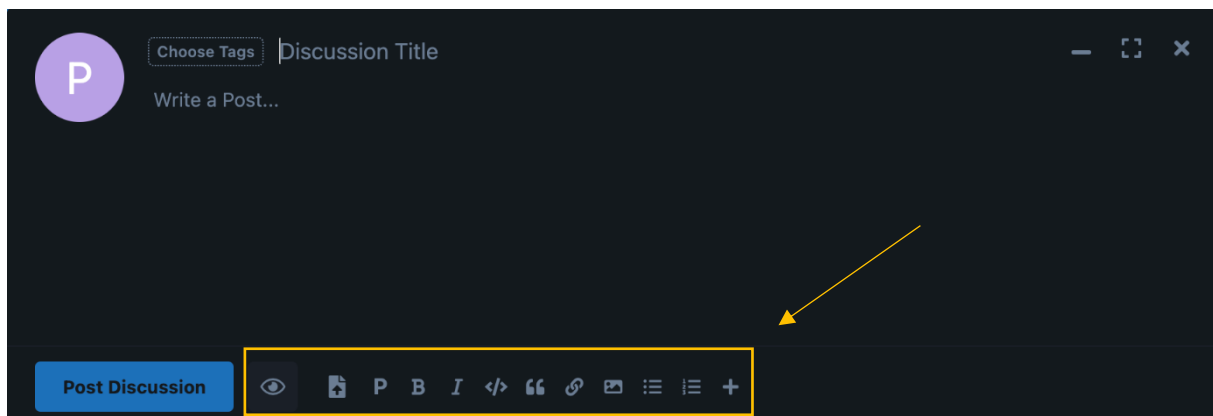 P
Choose Tags Discussion Title
Write a Post...
Post Discussion P B I </>